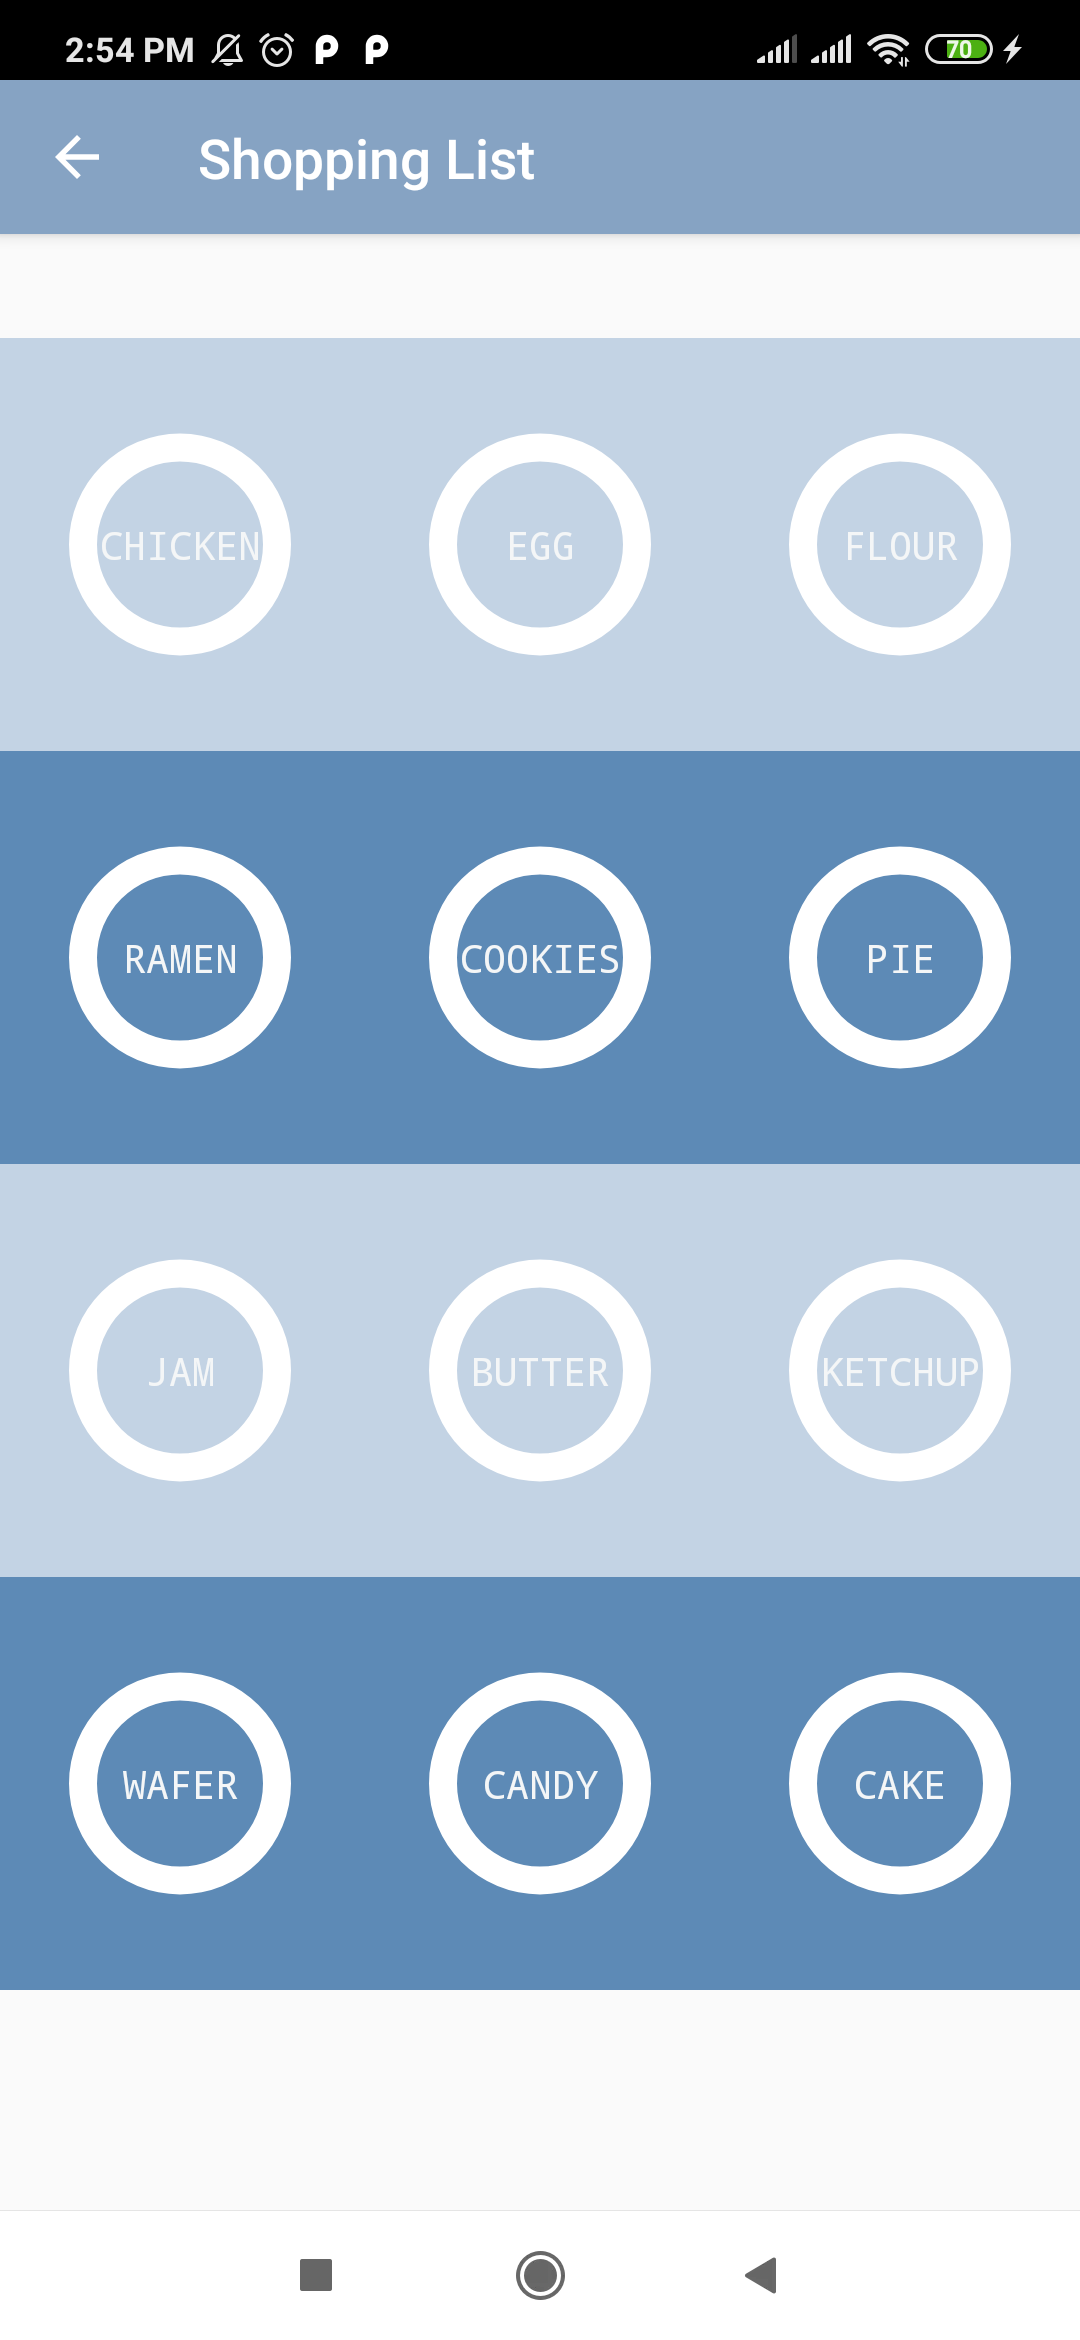 2:54 PM 70
Shopping List
CHICKEN EGG FLOUR
RAMEN COOKIES PIE
JAM BUTTER KETCHUP
WAFER CANDY CAKE